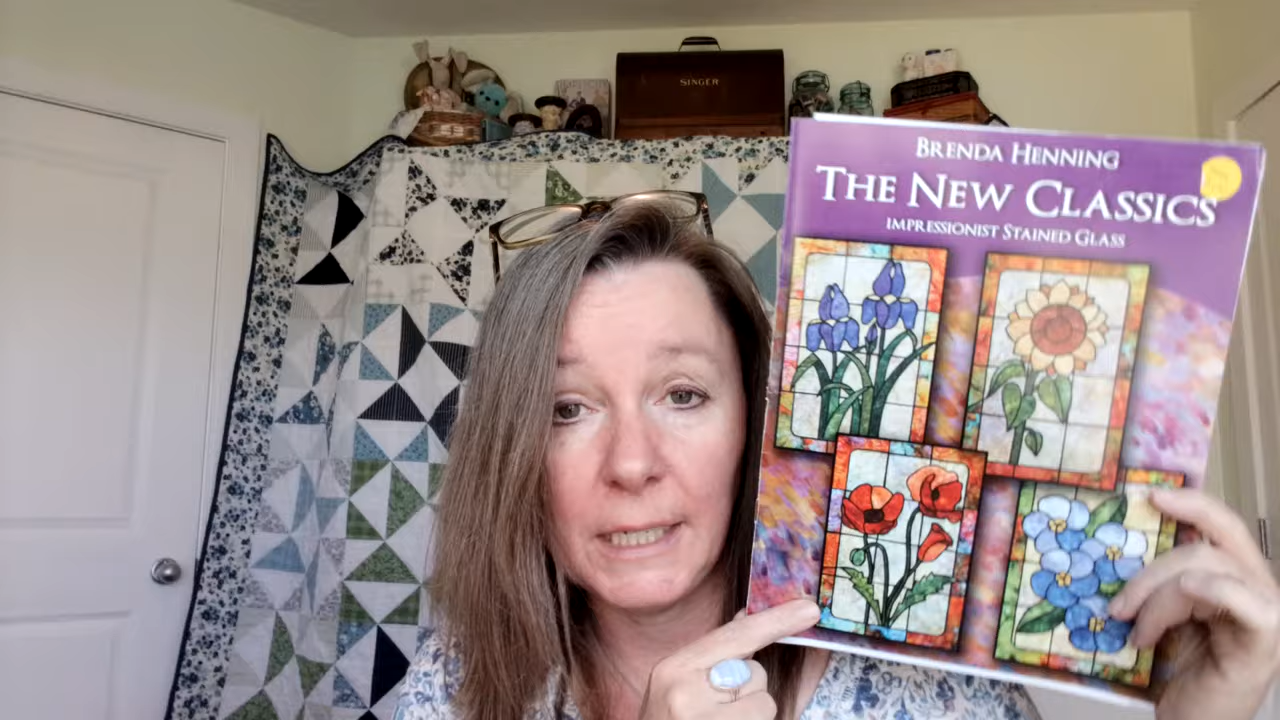 SINGER
BRENDA HENNING
THE NEW CLASSICS
IMPRESSIONIST STAINED GLASS